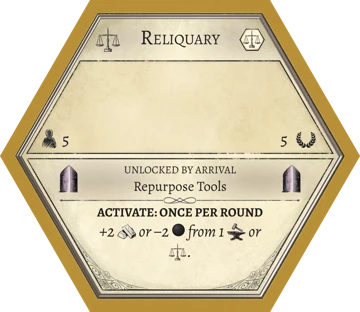 RELIQUARY
5 5
UNLOCKED BY ARRIVAL
Repurpose Tools
ACTIVATE: ONCE PER ROUND
+2 or −2 from 1 or
.